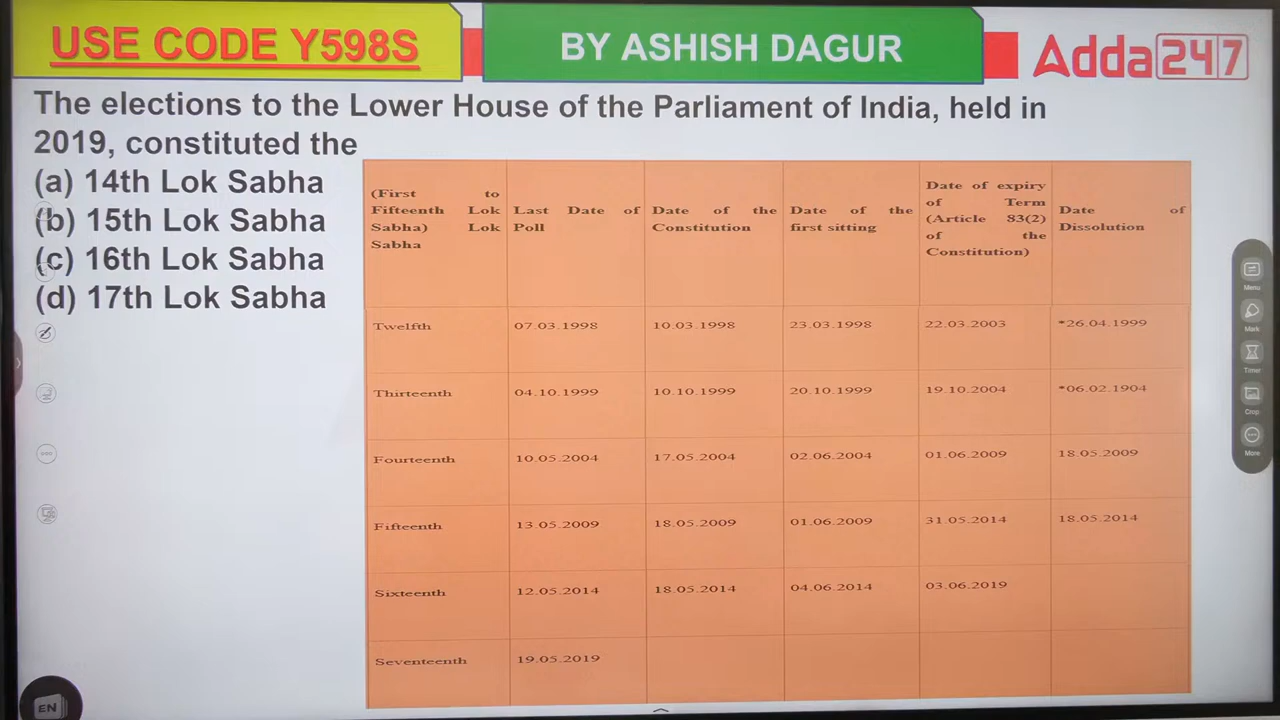 USE CODE Y598S
BY ASHISH DAGUR
Adda247
The elections to the Lower House of the Parliament of India, held in
2019, constituted the
(a) 14th Lok Sabha
(b) 15th Lok Sabha
(c) 16th Lok Sabha
(d) 17th Lok Sabha
(First to Fifteenth Lok Sabha) Lok Sabha | Last Date of Poll | Date of the Constitution | Date of the first sitting | Date of expiry of Term (Article 83(2) of the Constitution) | Date of Dissolution
Twelfth 07.03.1998 10.03.1998 23.03.1998 22.03.2003 *26.04.1999
Thirteenth 04.10.1999 10.10.1999 20.10.1999 19.10.2004 *06.02.1904
Fourteenth 10.05.2004 17.05.2004 02.06.2004 01.06.2009 18.05.2009
Fifteenth 13.05.2009 18.05.2009 01.06.2009 31.05.2014 18.05.2014
Sixteenth 12.05.2014 18.05.2014 04.06.2014 03.06.2019
Seventeenth 19.05.2019
Menu
Mark
Timer
Crop
More
EN